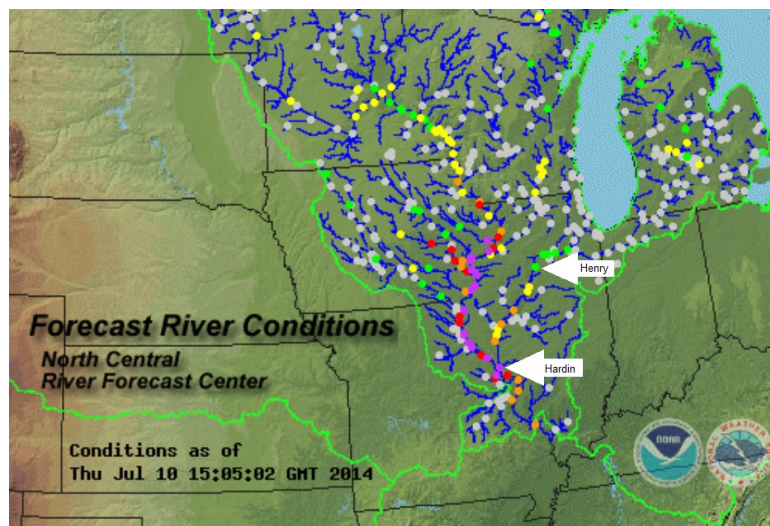 Henry
Forecast River Conditions
North Central
River Forecast Center
Hardin
Conditions as of
Thu Jul 10 15:05:02 GMT 2014
NOAA